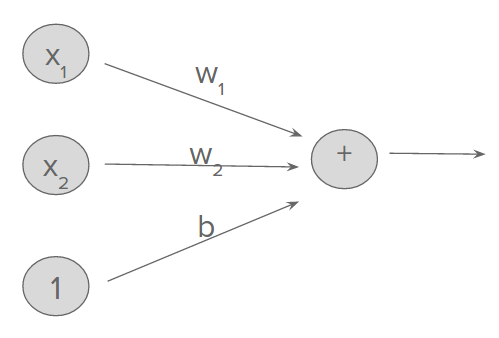 x₁
w₁
x₂
w₂
+
b
1